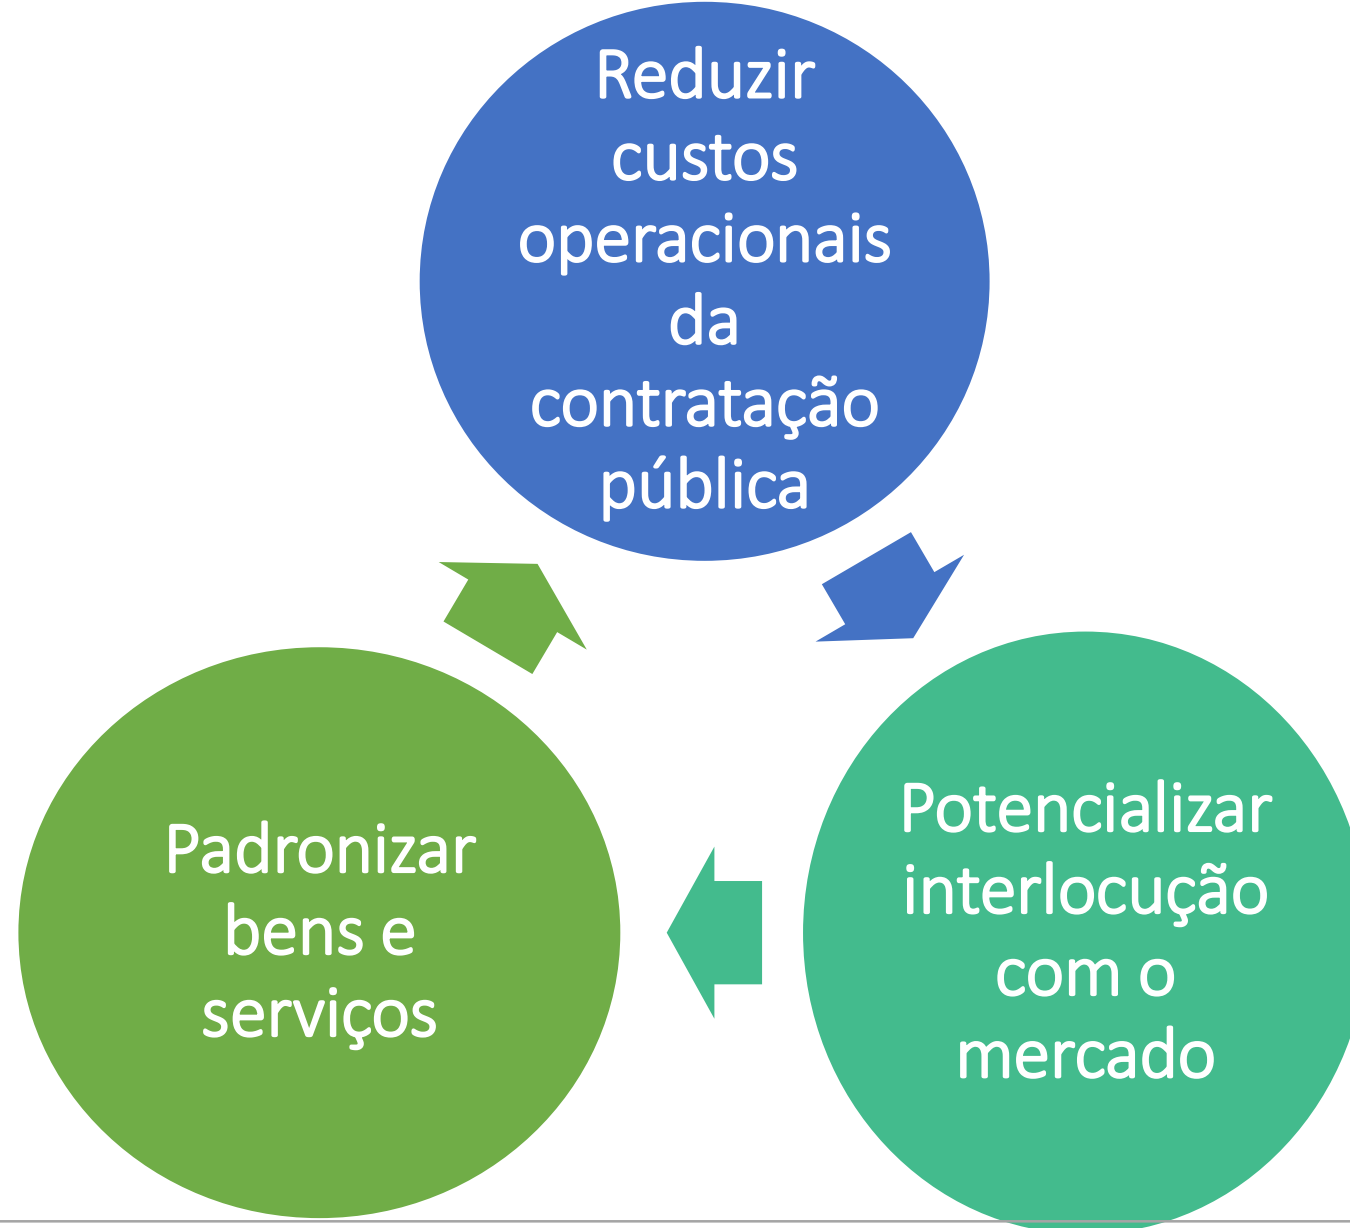 Reduzir
custos
operacionais
da
contratação
pública
Potencializar
interlocução
com o
mercado
Padronizar
bens e
serviços